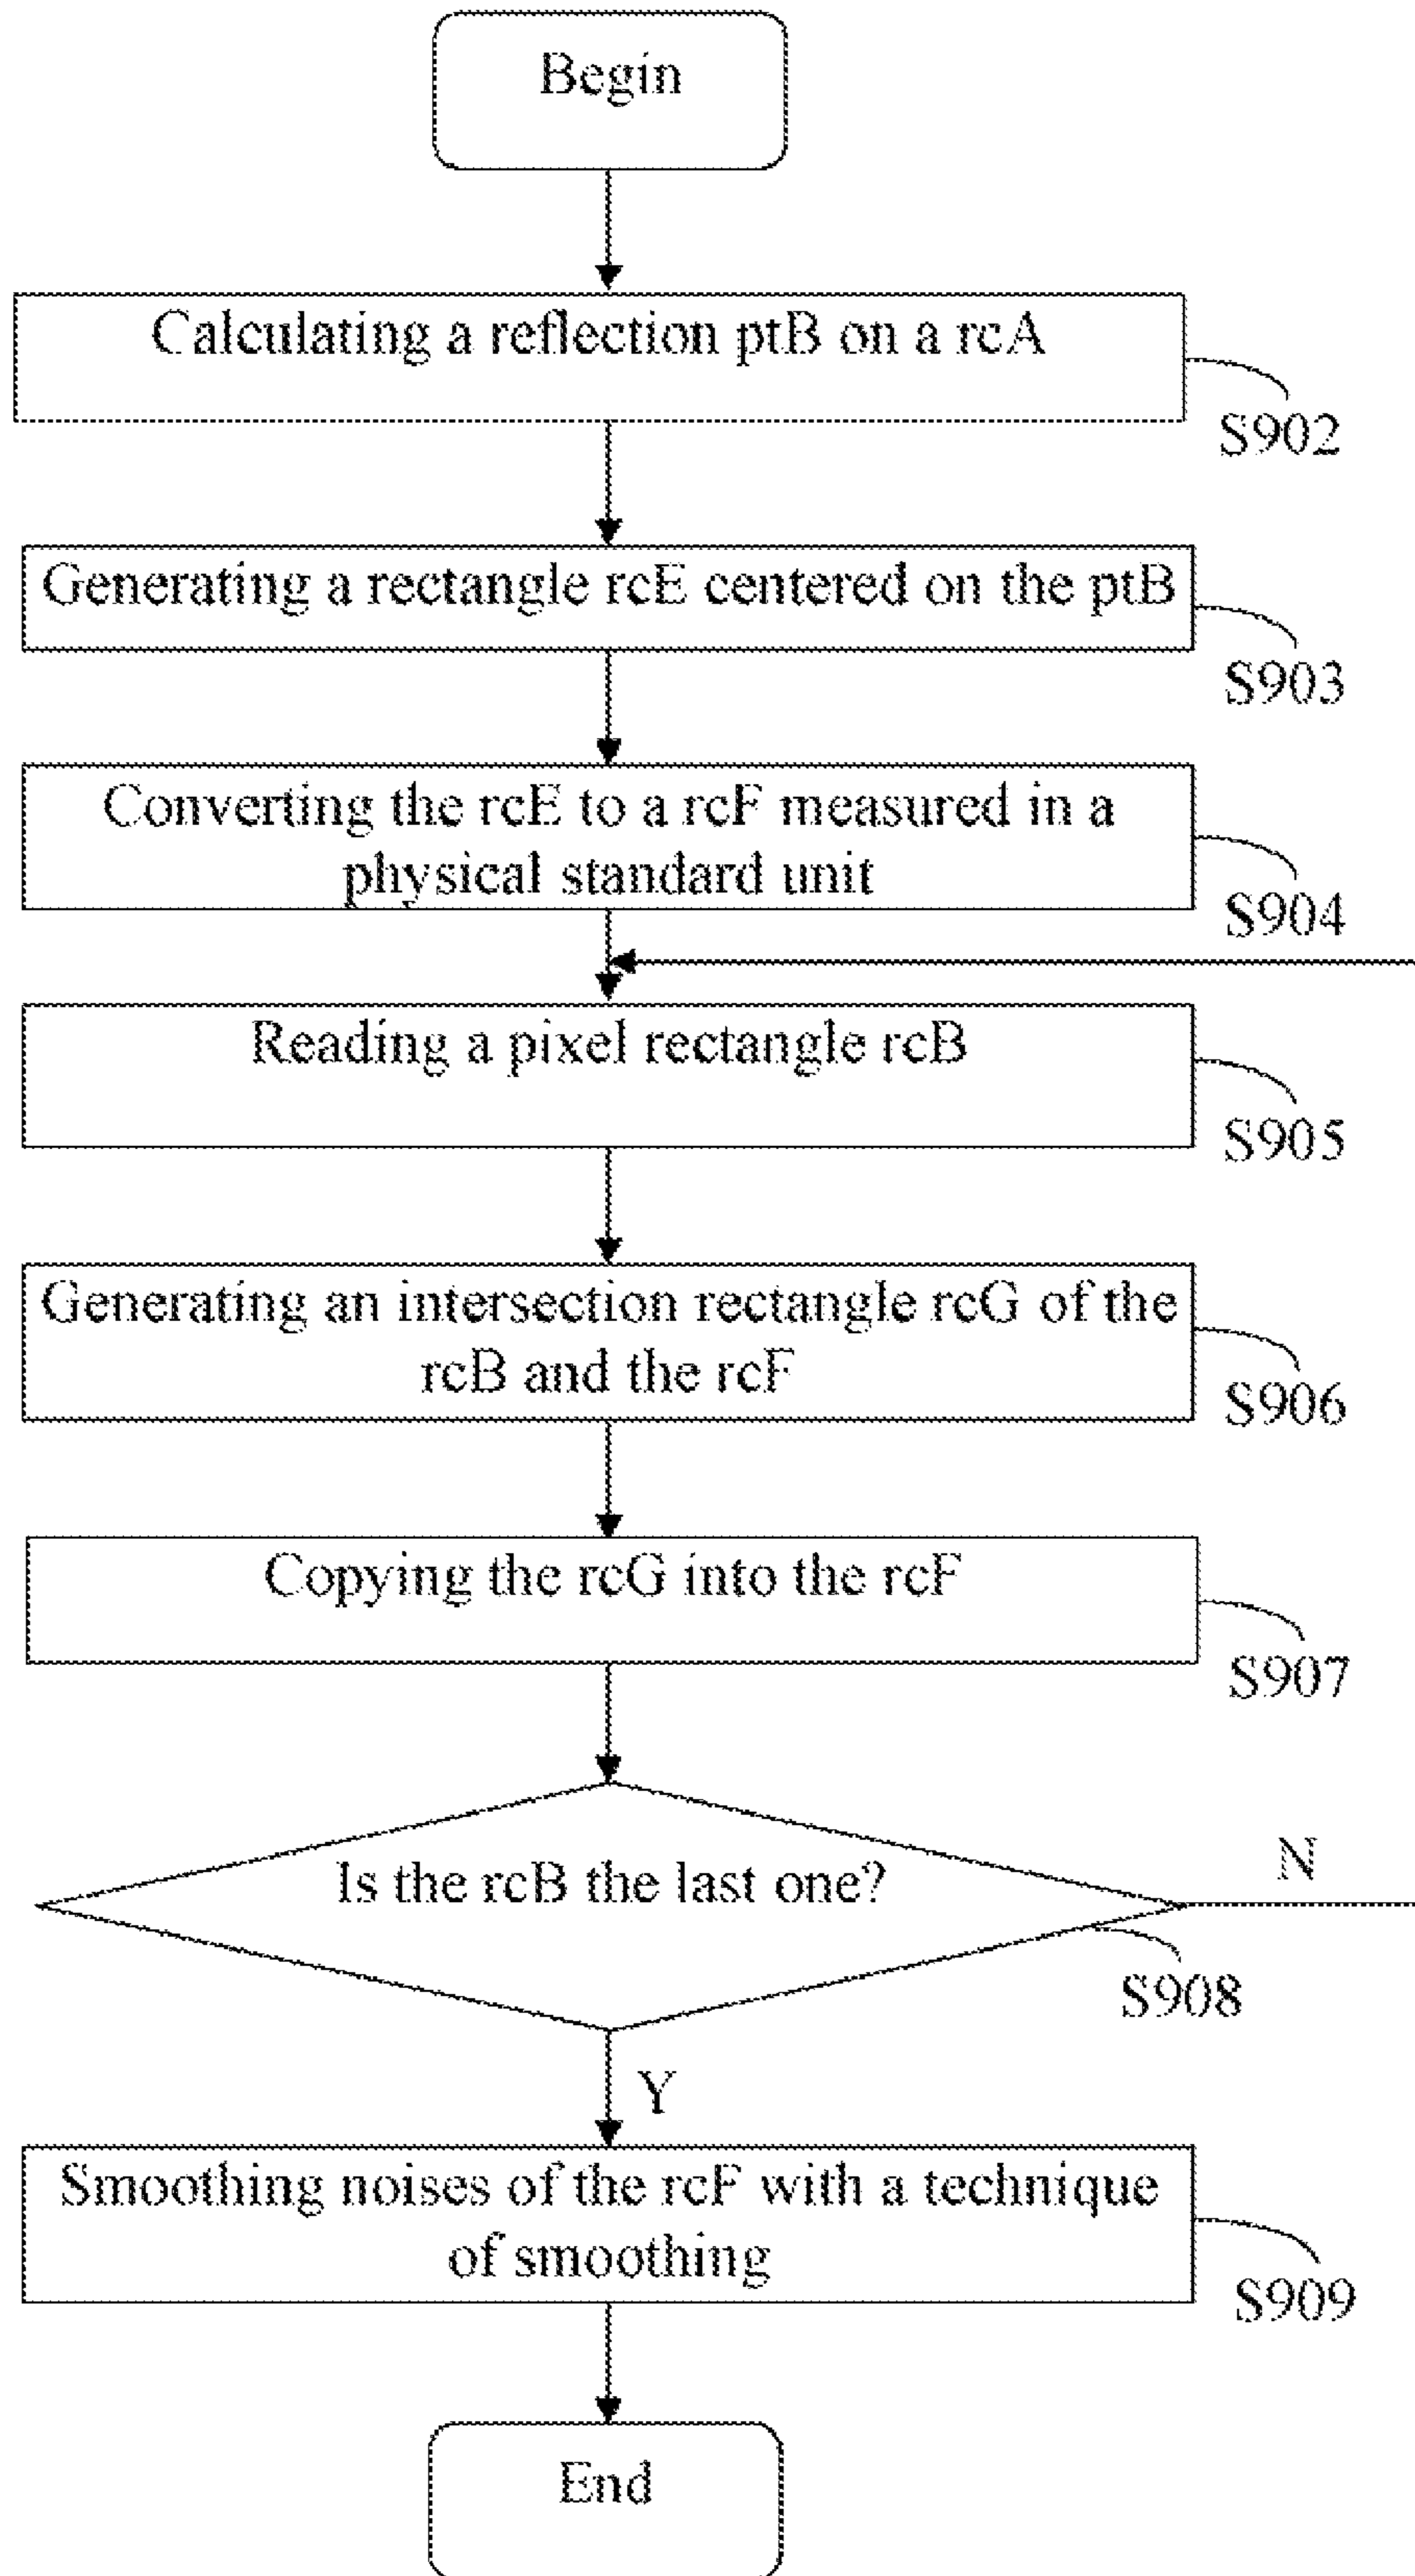 Begin
Calculating a reflection ptB on a rcA
S902
Generating a rectangle rcE centered on the ptB
S903
Converting the rcE to a rcF measured in a
physical standard unit
S904
Reading a pixel rectangle rcB
S905
Generating an intersection rectangle rcG of the
rcB and the rcF
S906
Copying the rcG into the rcF
S907
Is the rcB the last one?
N
S908
Y
Smoothing noises of the rcF with a technique
of smoothing
S909
End